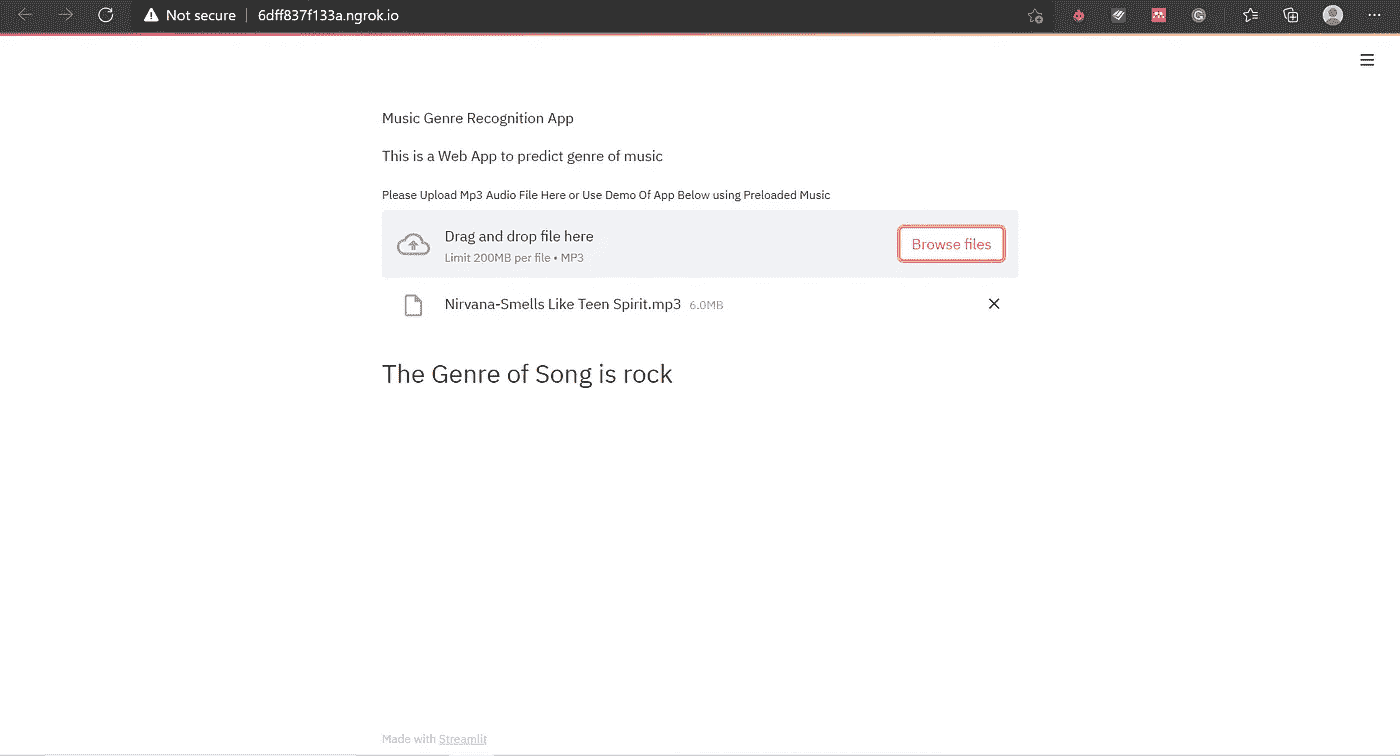 Not secure | 6dff837f133a.ngrok.io
Music Genre Recognition App
This is a Web App to predict genre of music
Please Upload Mp3 Audio File Here or Use Demo Of App Below using Preloaded Music
Drag and drop file here
Browse files
Limit 200MB per file • MP3
Nirvana-Smells Like Teen Spirit.mp3 6.0MB
The Genre of Song is rock
Made with Streamlit